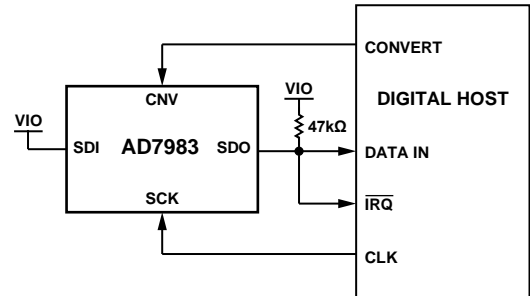 CONVERT
VIO
CNV
DIGITAL HOST
VIO
47kΩ
SDI
AD7983
SDO
DATA IN
SCK
IRQ
CLK